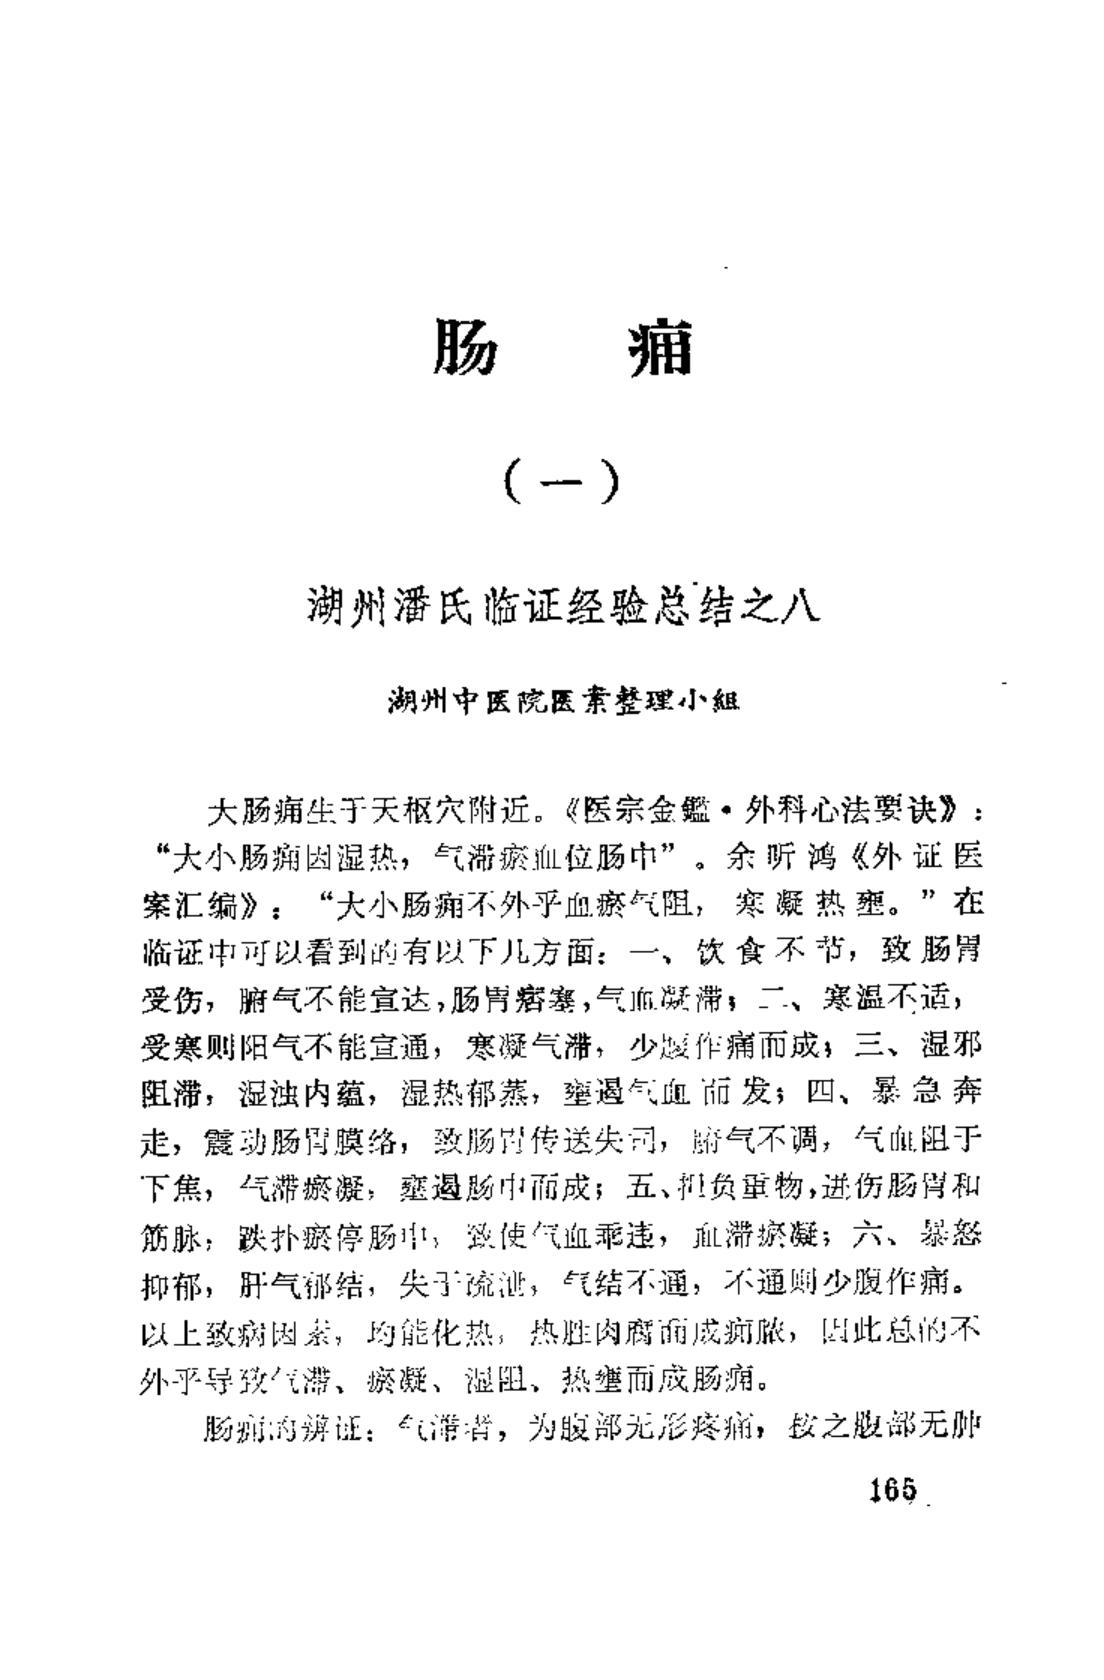 肠 痈
（一）
湖州潘氏临证经验总结之八
湖州中医院医案整理小組
大肠痈生于天枢穴附近。《医宗金鑑·外科心法要诀》：
“大小肠痈因湿热，气滞瘀血位肠中”。余听鸿《外证医
案汇编》：“大小肠痈不外乎血瘀气阻，寒凝热壅。”在
临证中可以看到的有以下几方面：一、饮食不节，致肠胃
受伤，腑气不能宣达，肠胃痞塞，气血凝滞；二、寒温不适，
受寒则阳气不能宣通，寒凝气滞，少腹作痛而成；三、湿邪
阻滞，湿浊内蕴，湿热郁蒸，壅遏气血而发；四、暴急奔
走，震动肠胃膜络，致肠胃传送失司，腑气不调，气血阻于
下焦，气滞瘀凝，壅遏肠中而成；五、担负重物，迸伤肠胃和
筋脉，跌扑瘀停肠中，致使气血乖违，血滞瘀凝；六、暴怒
抑郁，肝气郁结，失于疏泄，气结不通，不通则少腹作痛。
以上致病因素，均能化热，热胜肉腐而成痈脓，因此总的不
外乎导致气滞、瘀凝、湿阻、热壅而成肠痈。
肠痈的辨证：气滞者，为腹部无形疼痛，按之腹部无肿
165